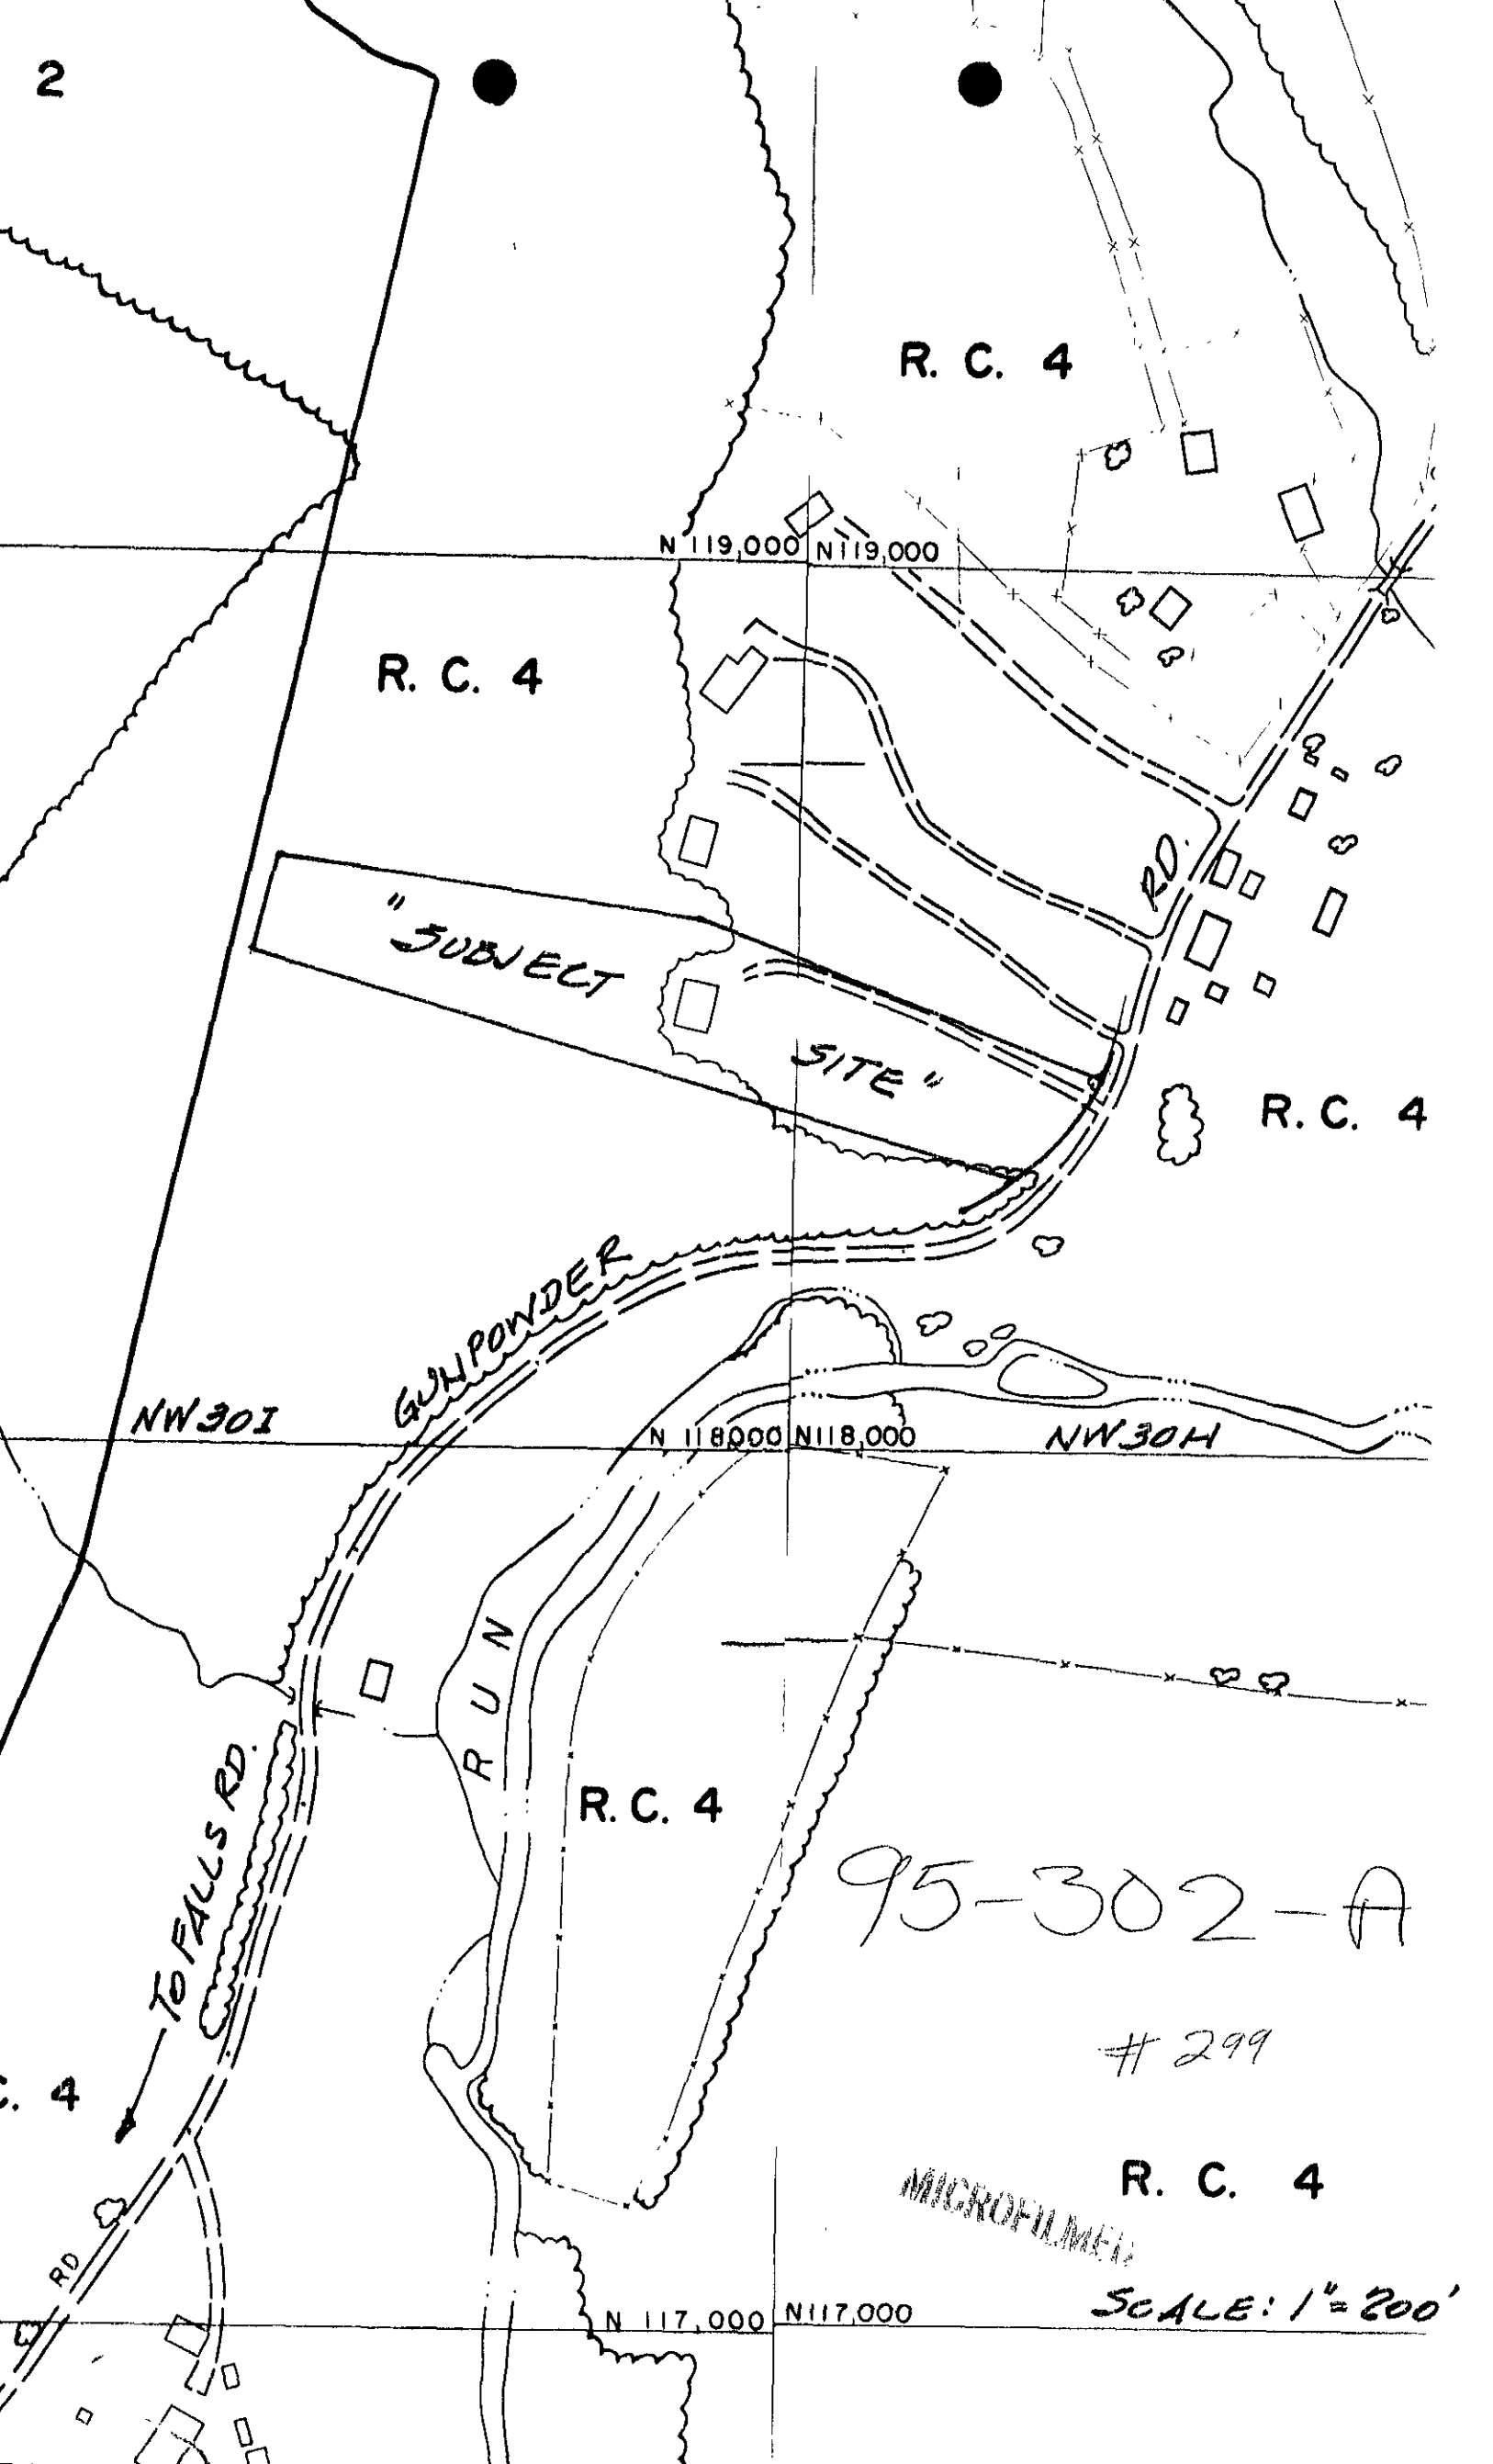 2
R. C. 4
N 119,000 N119,000
R. C. 4
RD.
"SUBJECT
SITE"
R. C. 4
GUNPOWDER
NW30I
N 118,000 N118,000
NW30H
RUN
TO FALLS RD.
R. C. 4
95-302-A
# 299
C. 4
R. C. 4
MICROFILMED
RD
SCALE: 1"=200'
N 117,000 N117,000